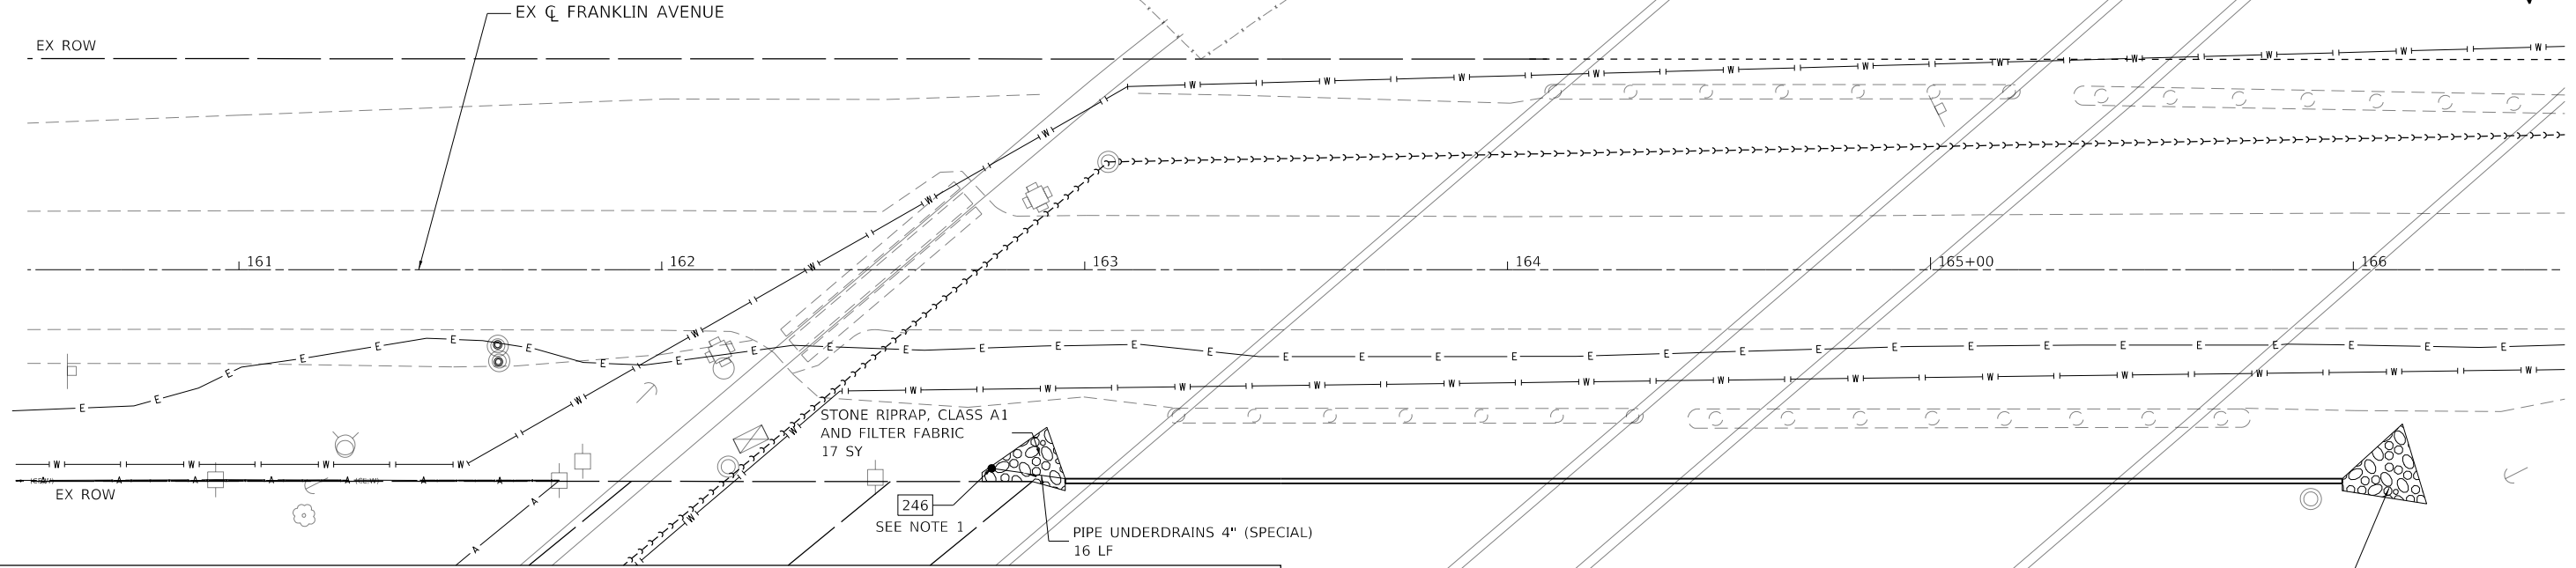 EX ℄ FRANKLIN AVENUE
EX ROW
161
162
163
164
165+00
166
STONE RIPRAP, CLASS A1
AND FILTER FABRIC
17 SY
EX ROW
246
SEE NOTE 1
PIPE UNDERDRAINS 4" (SPECIAL)
16 LF